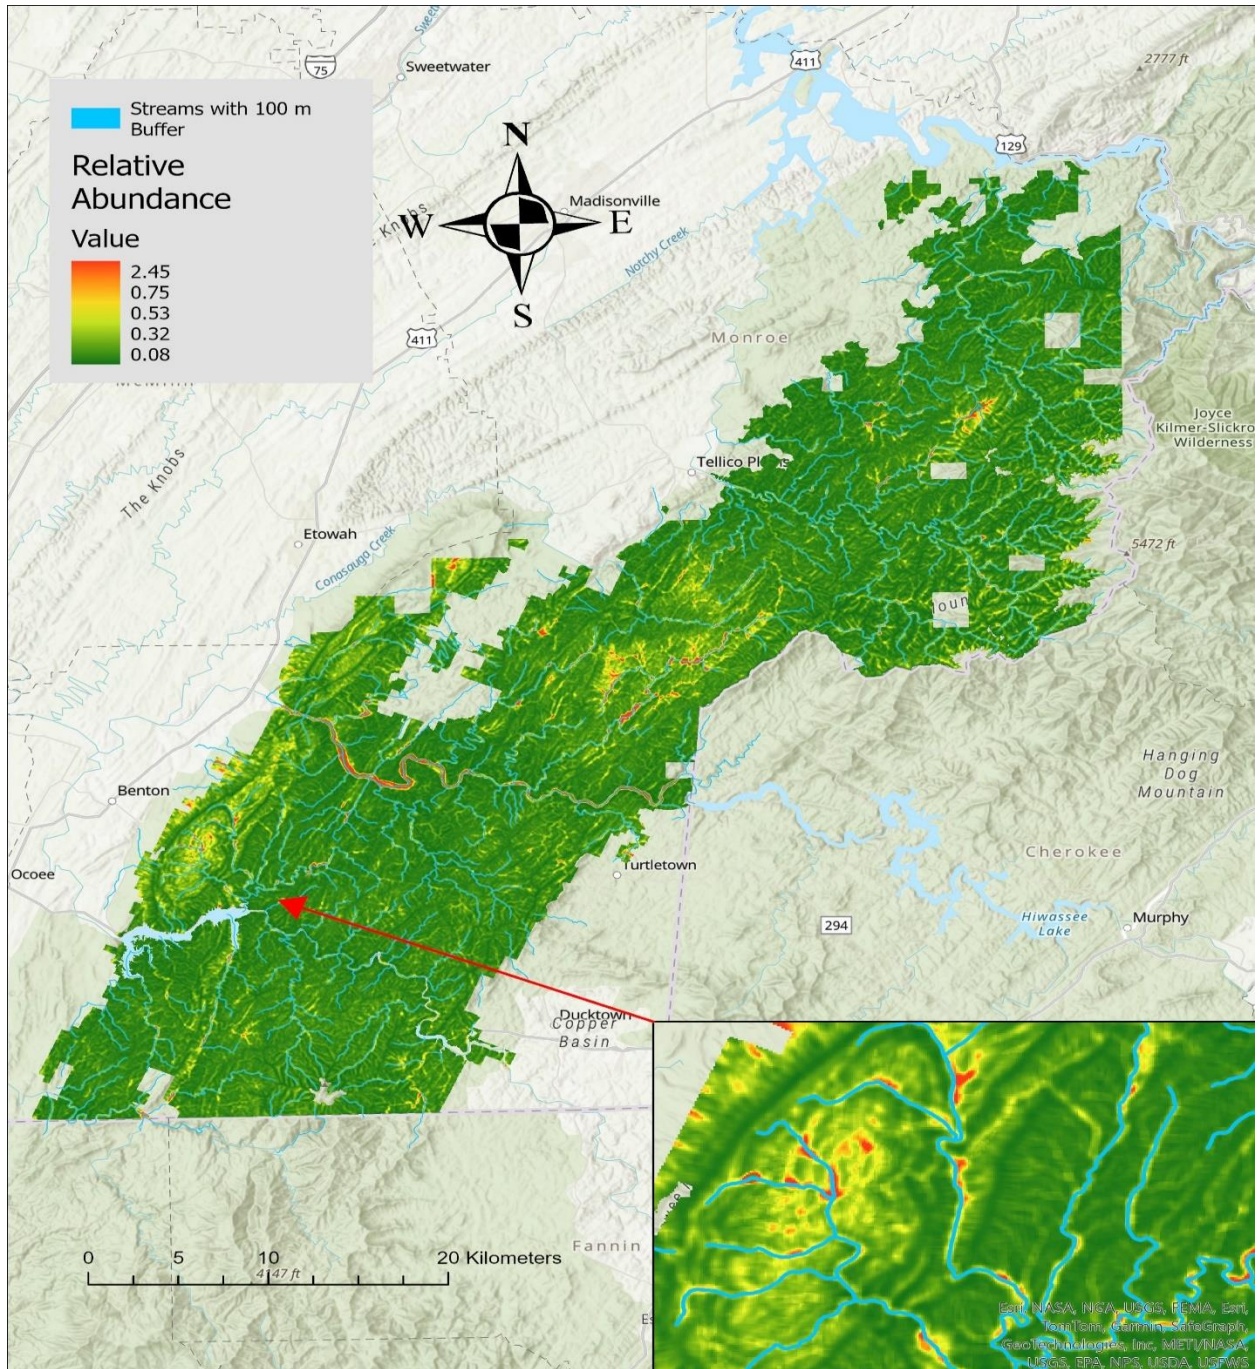 Sweetwater
75
411
2777 ft
Streams with 100 m
Buffer
Relative
Abundance
Value
2.45
0.75
0.53
0.32
0.08
N
W
E
S
129
Madisonville
Knobs
Notchy Creek
411
Monroe
Joyce
Kilmer-Slickro
Wilderness
The Knobs
Tellico Pl
Etowah
Conasauga Creek
5472 ft
oun
Hanging
Dog
Mountain
Benton
Cherokee
Turtletown
Ocoee
294
Hiwassee
Lake
Murphy
Ducktown
Copper
Basin
0
5
10
20 Kilometers
Fannin
4147 ft
Esri, NASA, NGA, USGS, FEMA, Esri,
TomTom, Garmin, SafeGraph,
GeoTechnologies, Inc, METI/NASA,
USGS, EPA, NPS, USDA, USFWS